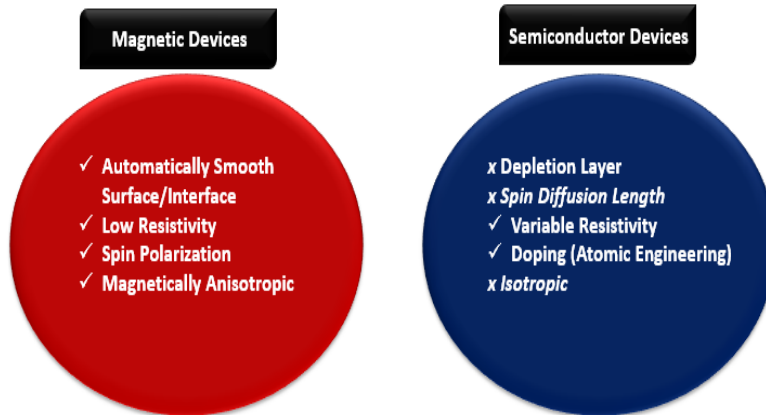 Magnetic Devices
✓ Automatically Smooth
Surface/Interface
✓ Low Resistivity
✓ Spin Polarization
✓ Magnetically Anisotropic
Semiconductor Devices
x Depletion Layer
x Spin Diffusion Length
✓ Variable Resistivity
✓ Doping (Atomic Engineering)
x Isotropic